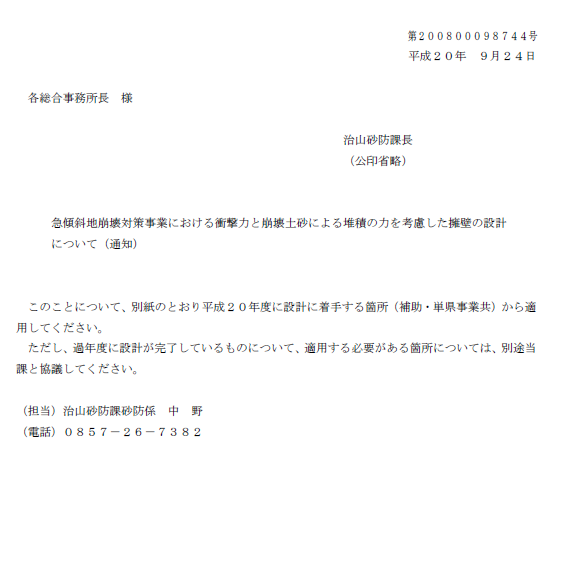 第２００８０００９８７４４号
平成２０年　９月２４日
各総合事務所長　様
治山砂防課長
（公印省略）
急傾斜地崩壊対策事業における衝撃力と崩壊土砂による堆積の力を考慮した擁壁の設計
について（通知）
このことについて、別紙のとおり平成２０年度に設計に着手する箇所（補助・単県事業共）から適
用してください。
ただし、過年度に設計が完了しているものについて、適用する必要がある箇所については、別途当
課と協議してください。
（担当）治山砂防課砂防係　中　野
（電話）０８５７－２６－７３８２